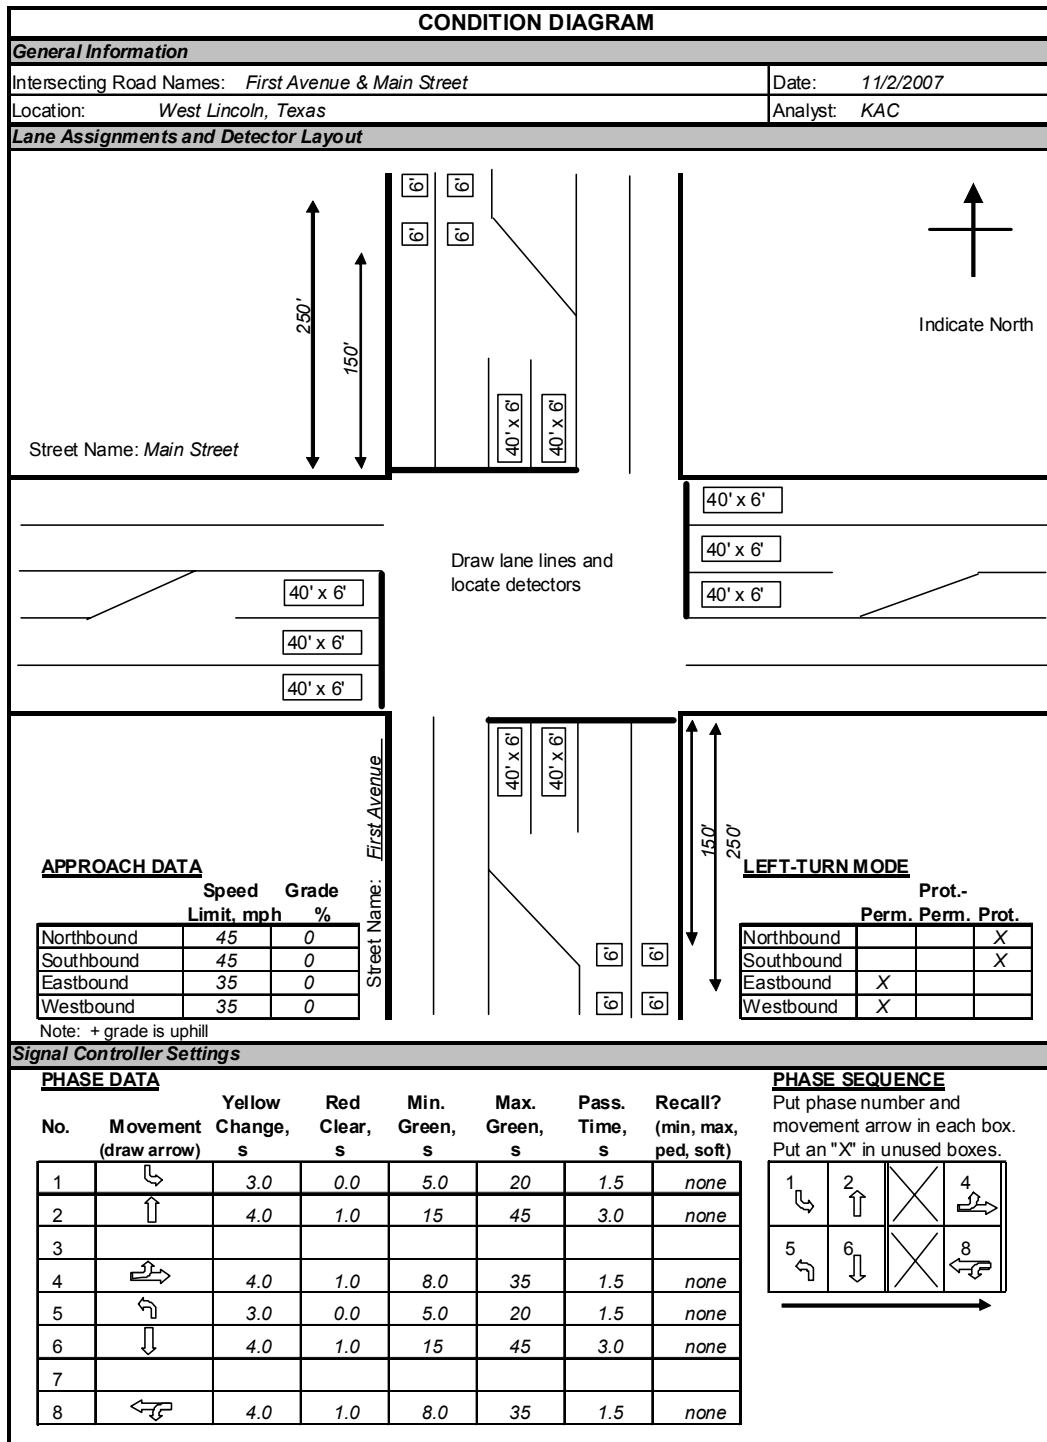 CONDITION DIAGRAM
General Information
Intersecting Road Names: First Avenue & Main Street Date: 11/2/2007
Location: West Lincoln, Texas Analyst: KAC
Lane Assignments and Detector Layout
6' 6'
6' 6'
250'
150'
Indicate North
40' x 6' 40' x 6'
Street Name: Main Street
40' x 6'
40' x 6'
40' x 6'
Draw lane lines and
locate detectors
40' x 6'
40' x 6'
40' x 6'
40' x 6' 40' x 6'
Street Name: First Avenue
150'
250'
6' 6'
6' 6'
APPROACH DATA
Speed Grade
Limit, mph %
Northbound 45 0
Southbound 45 0
Eastbound 35 0
Westbound 35 0
Note: + grade is uphill
LEFT-TURN MODE
Prot.-
Perm. Perm. Prot.
Northbound X
Southbound X
Eastbound X
Westbound X
Signal Controller Settings
PHASE DATA
Yellow Red Min. Max. Pass. Recall?
No. Movement Change, Clear, Green, Green, Time, (min, max,
(draw arrow) s s s s s ped, soft)
1 3.0 0.0 5.0 20 1.5 none
2 4.0 1.0 15 45 3.0 none
3
4 4.0 1.0 8.0 35 1.5 none
5 3.0 0.0 5.0 20 1.5 none
6 4.0 1.0 15 45 3.0 none
7
8 4.0 1.0 8.0 35 1.5 none
PHASE SEQUENCE
Put phase number and
movement arrow in each box.
Put an "X" in unused boxes.
1 2 4
5 6 8